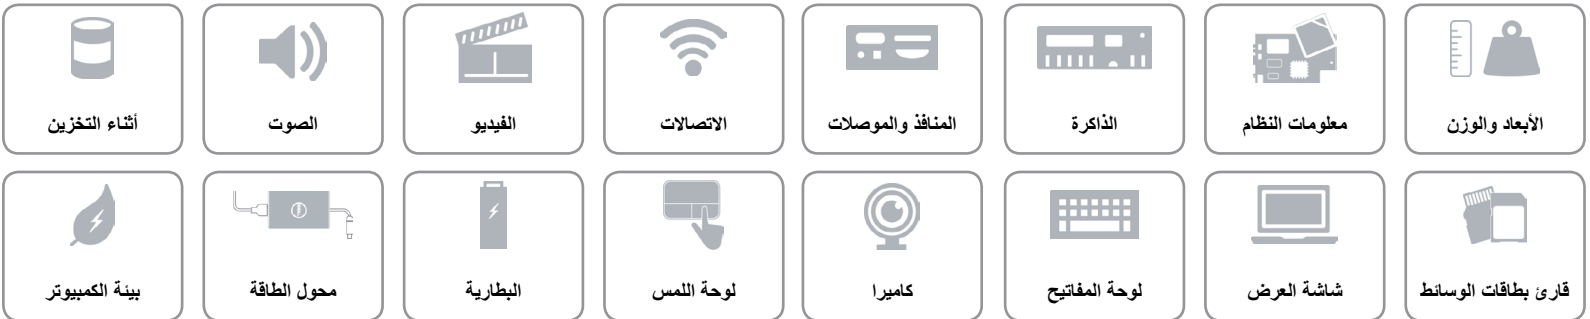 الأبعاد والوزن
معلومات النظام
الذاكرة
المنافذ والموصلات
الاتصالات
الفيديو
الصوت
أثناء التخزين
قارئ بطاقات الوسائط
شاشة العرض
لوحة المفاتيح
كاميرا
لوحة اللمس
البطارية
محول الطاقة
بيئة الكمبيوتر